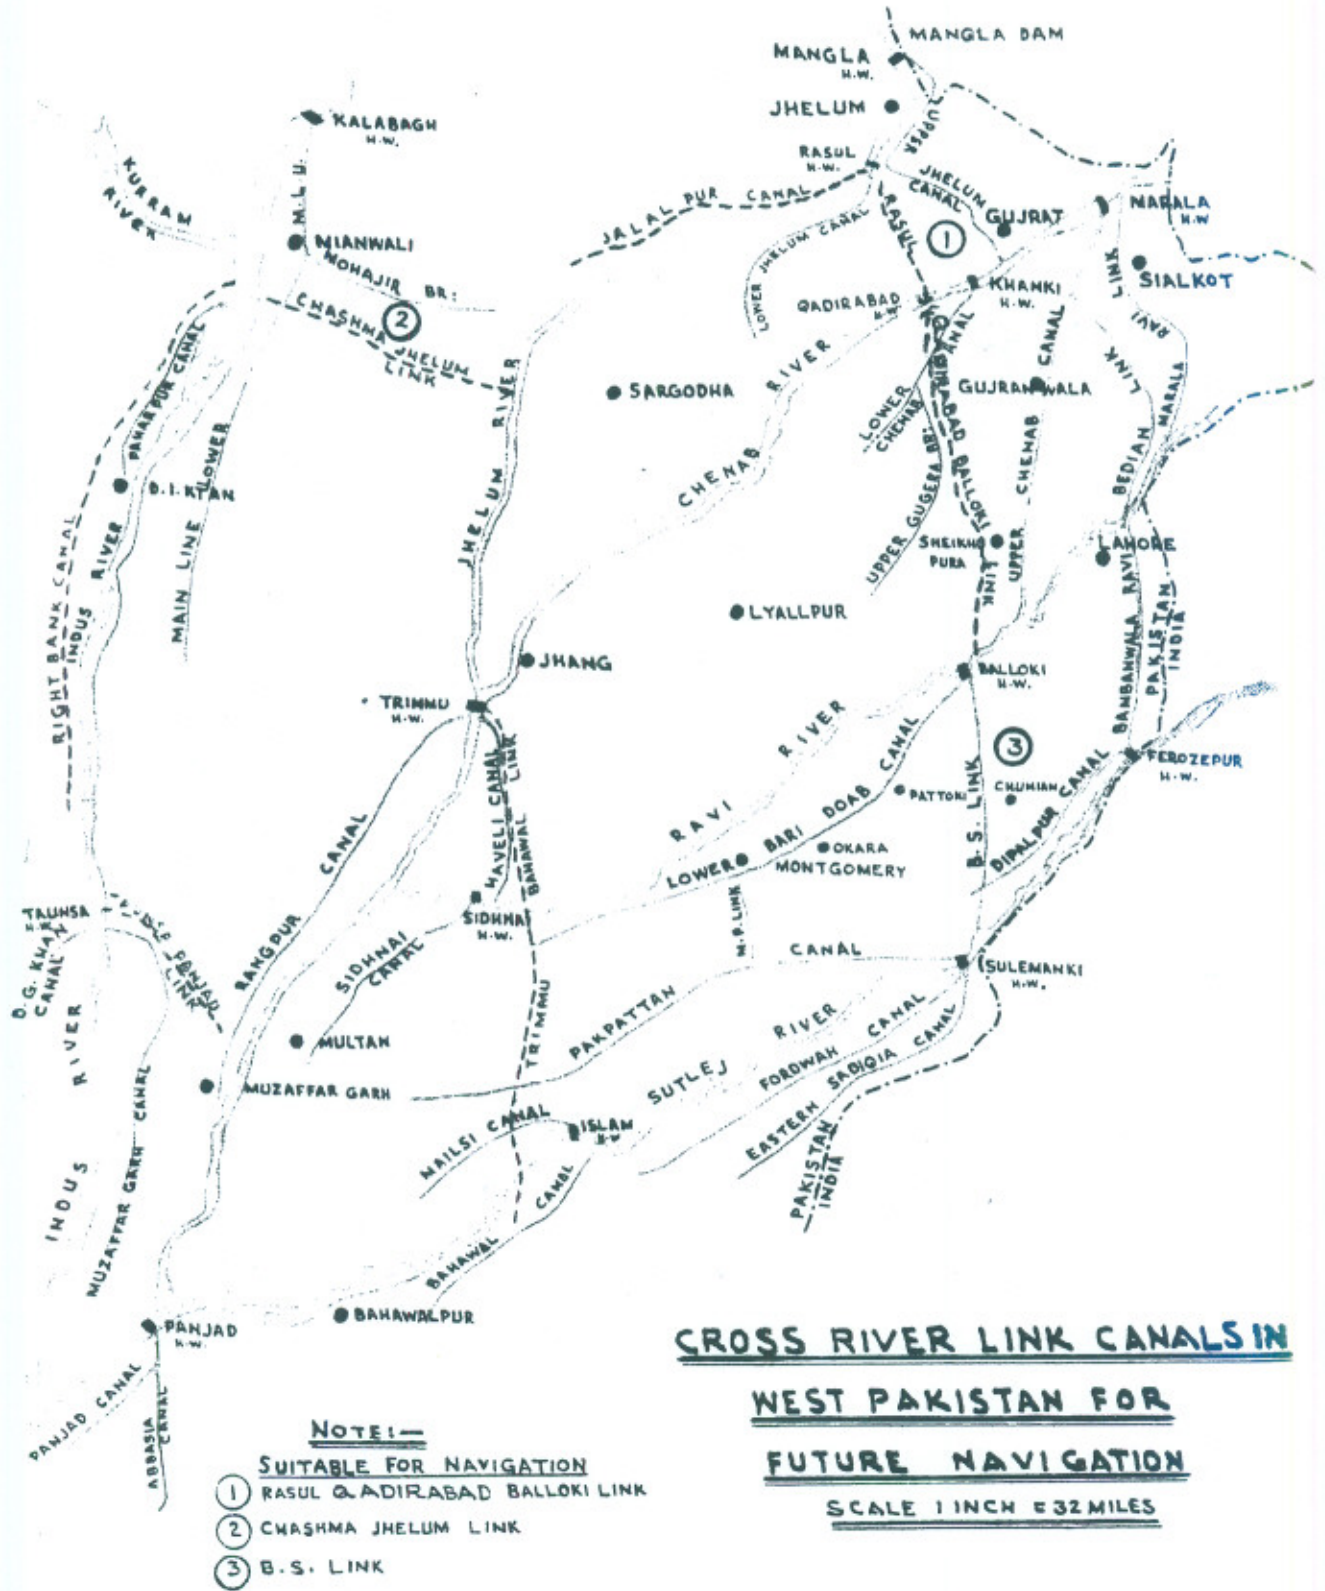 MANGLA DAM
MANGLA
H.W.
JHELUM
KALABAGH
H.W.
UPPER
JHELUM
CANAL
RASUL
H.W.
KURRAM
RIVER
M.L.U.
JALAL PUR CANAL
LOWER JHELUM CANAL
RASUL
1
GUJRAT
MARALA
H.W
MIANWALI
MOHAJIR BR:
SIALKOT
LINK
RAVI
MARALA
KHANKI
H.W.
QADIRABAD
CHASHMA JHELUM
LINK
2
PAHARPUR CANAL
JHELUM RIVER
SARGODHA
CHENAB RIVER
LOWER
CHENAB
CANAL
GUJRANWALA
UPPER CHENAB CANAL
BEDIAN
LINK
BALLOKI
LINK
MAIN LINE LOWER
D.I.KHAN
UPPER GUGERA BR:
SHEIKHU
PURA
LAHORE
RIGHT BANK CANAL
INDUS RIVER
LYALLPUR
BAMBANWALA RAVI
PAKISTAN
INDIA
JHANG
TRIMMU
H.W.
BALLOKI
H.W.
RAVI RIVER
3
FEROZEPUR
H.W.
HAVELI CANAL
LINK
BAHAWAL
TRIMMU
RANGPUR CANAL
LOWER BARI DOAB CANAL
PATTOKI
CHUNIAN
B.S. LINK
DIPALPUR CANAL
OKARA
MONTGOMERY
TAUNSA
PANJAD
LINK
D.G. KHAN
CANAL
SIDHNAI
H.W.
SIDHNAI
CANAL
M.P.LINK
PAKPATTAN CANAL
SULEMANKI
H.W.
MULTAN
MUZAFFAR GARH
SUTLEJ RIVER
FORDWAH CANAL
EASTERN SADIQIA CANAL
INDUS RIVER
MUZAFFAR GARH CANAL
MAILSI CANAL
ISLAM
H.W
PAKISTAN
INDIA
BAHAWAL CANAL
PANJAD
H.W.
BAHAWALPUR
PANJAD CANAL
ABBASIA
CANAL
CROSS RIVER LINK CANALS IN
WEST PAKISTAN FOR
FUTURE NAVIGATION
SCALE 1 INCH = 32 MILES
NOTE:—
SUITABLE FOR NAVIGATION
1 RASUL QADIRABAD BALLOKI LINK
2 CHASHMA JHELUM LINK
3 B.S. LINK